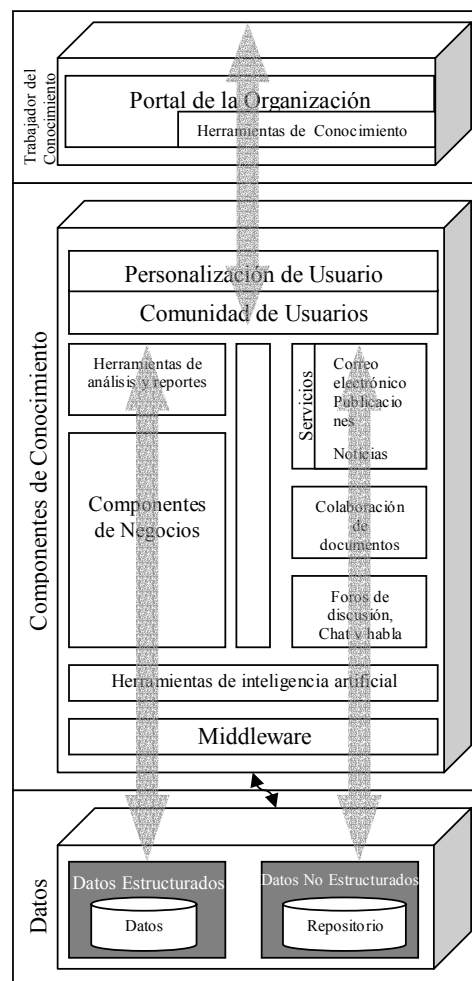 Trabajador del
Conocimiento
Portal de la Organización
Herramientas de Conocimiento
Componentes de Conocimiento
Personalización de Usuario
Comunidad de Usuarios
Herramientas de
análisis y reportes
Componentes
de Negocios
Servicios
Correo
electrónico
Publicacio
nes
Noticias
Colaboración
de
documentos
Foros de
discusión,
Chat y habla
Herramientas de inteligencia artificial
Middleware
Datos
Datos Estructurados
Datos
Datos No Estructurados
Repositorio